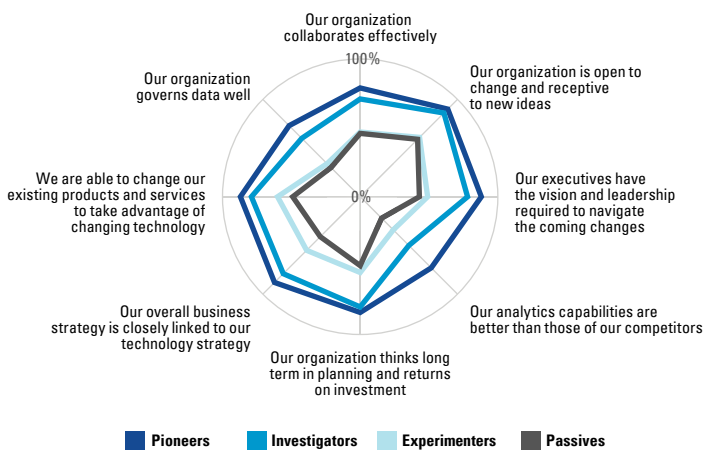 Our organization
collaborates effectively
100%
Our organization is open to
change and receptive
to new ideas
Our organization
governs data well
We are able to change our
existing products and services
to take advantage of
changing technology
0%
Our executives have
the vision and leadership
required to navigate
the coming changes
Our overall business
strategy is closely linked to our
technology strategy
Our analytics capabilities are
better than those of our competitors
Our organization thinks long
term in planning and returns
on investment
Pioneers
Investigators
Experimenters
Passives